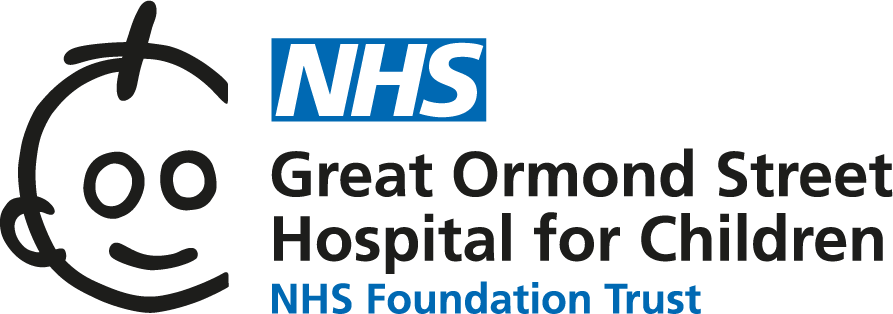 NHS
Great Ormond Street
Hospital for Children
NHS Foundation Trust